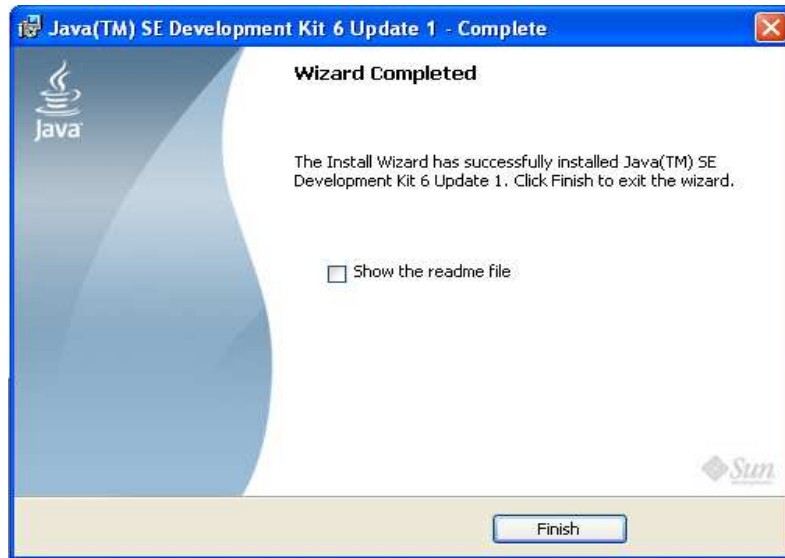 Java(TM) SE Development Kit 6 Update 1 - Complete
Java
Wizard Completed
The Install Wizard has successfully installed Java(TM) SE
Development Kit 6 Update 1. Click Finish to exit the wizard.
Show the readme file
Sun
Finish